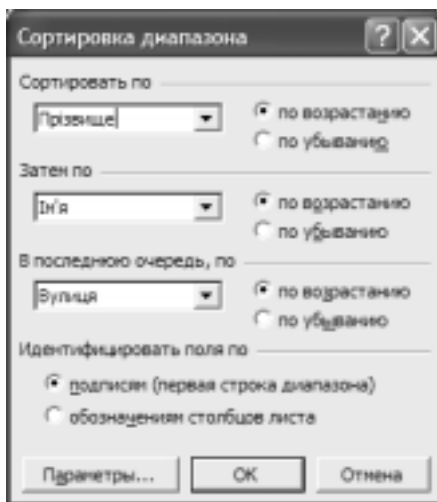 Сортировка диапазона
Сортировать по
Прізвище
по возрастанию
по убыванию
Затем по
Ім'я
по возрастанию
по убыванию
В последнюю очередь, по
Вулиця
по возрастанию
по убыванию
Идентифицировать поля по
подписям (первая строка диапазона)
обозначениям столбцов листа
Параметры... ОК Отмена